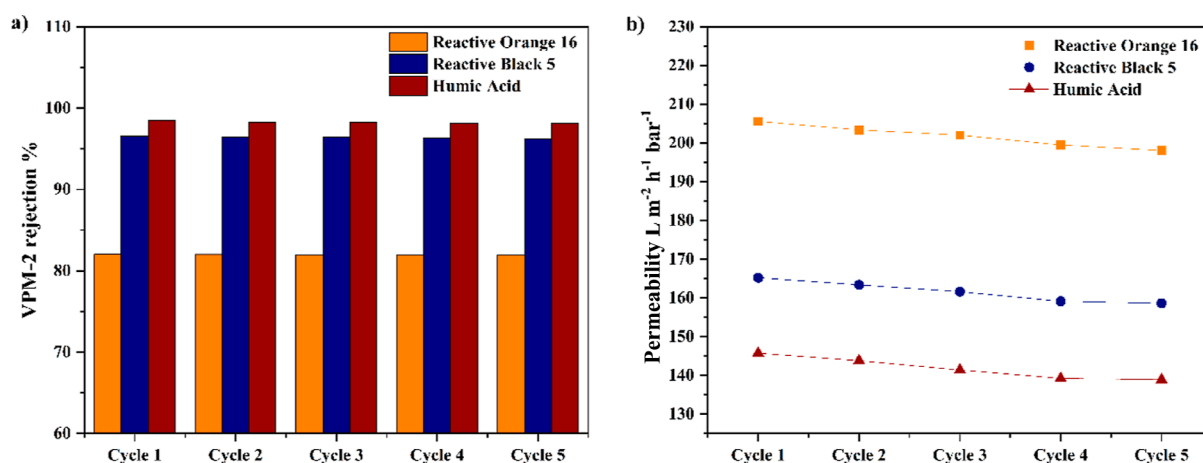 a)
VPM-2 rejection %
110
100
90
80
70
60
Reactive Orange 16
Reactive Black 5
Humic Acid
Cycle 1
Cycle 2
Cycle 3
Cycle 4
Cycle 5
b)
Permeability L m⁻² h⁻¹ bar⁻¹
230
220
210
200
190
180
170
160
150
140
130
Reactive Orange 16
Reactive Black 5
Humic Acid
Cycle 1
Cycle 2
Cycle 3
Cycle 4
Cycle 5